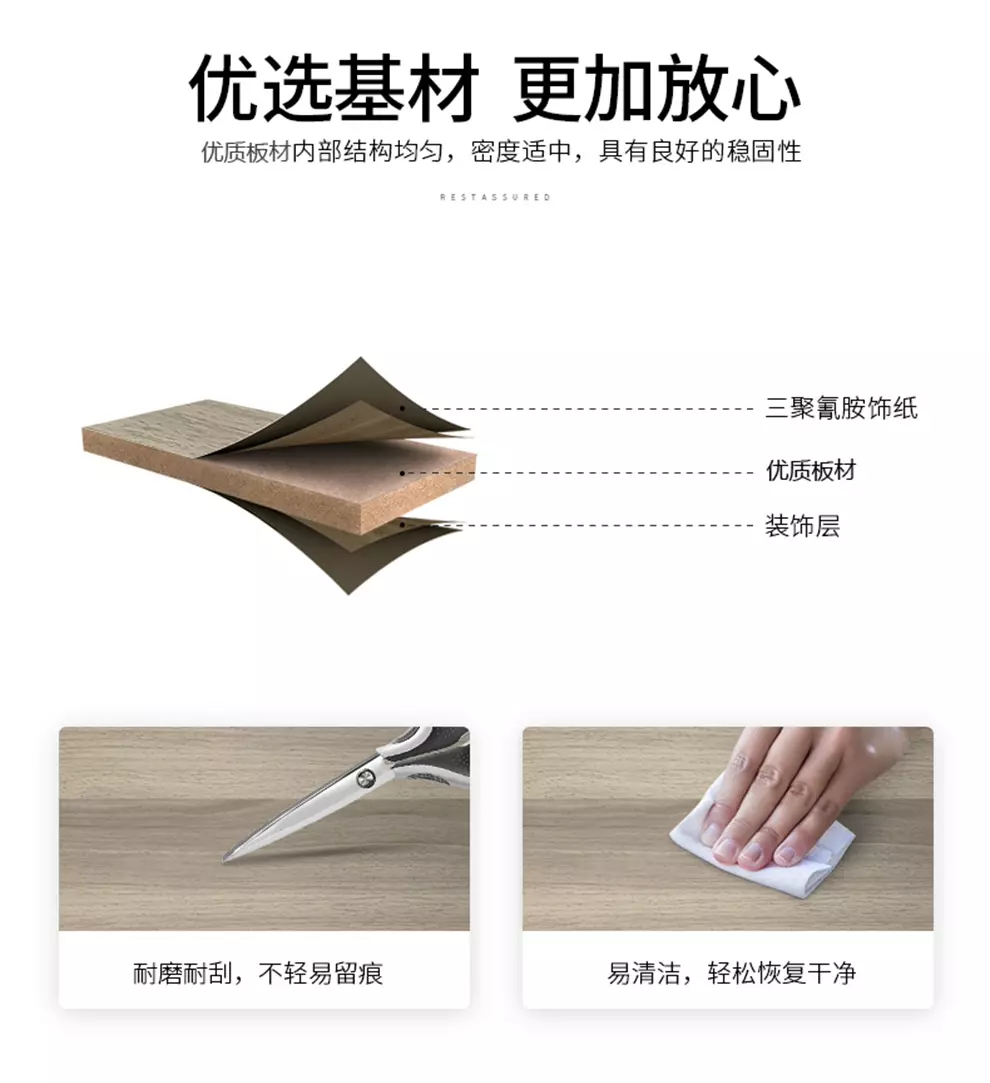 优选基材 更加放心
优质板材内部结构均匀，密度适中，具有良好的稳固性
RESTASSURED
三聚氰胺饰纸
优质板材
装饰层
耐磨耐刮，不轻易留痕
易清洁，轻松恢复干净